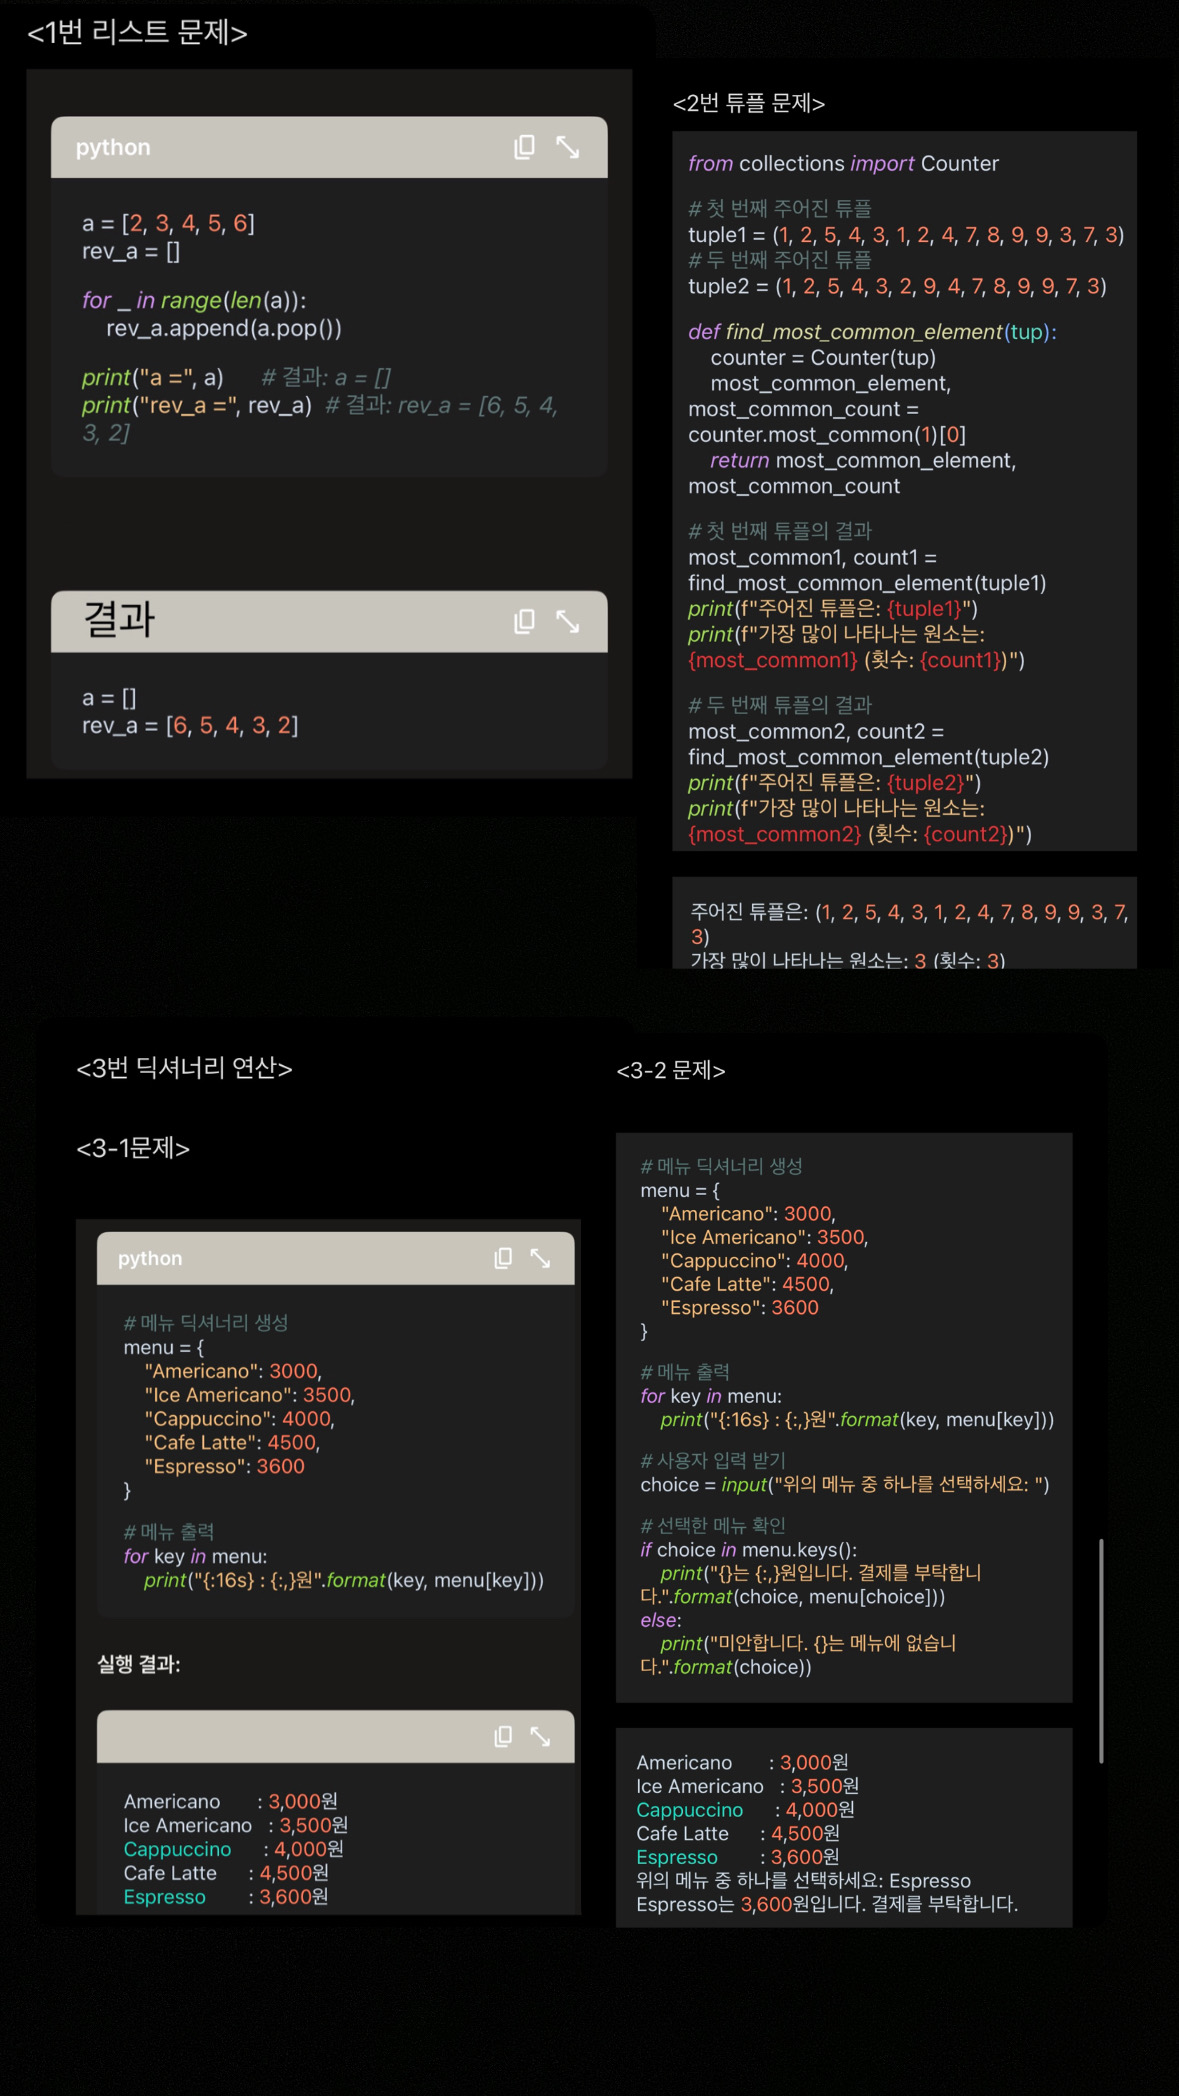 <1번 리스트 문제>
python
a = [2, 3, 4, 5, 6]
rev_a = []
for _ in range(len(a)):
    rev_a.append(a.pop())
print("a =", a)      # 결과: a = []
print("rev_a =", rev_a)  # 결과: rev_a = [6, 5, 4,
3, 2]
결과
a = []
rev_a = [6, 5, 4, 3, 2]
<2번 튜플 문제>
from collections import Counter
# 첫 번째 주어진 튜플
tuple1 = (1, 2, 5, 4, 3, 1, 2, 4, 7, 8, 9, 9, 3, 7, 3)
# 두 번째 주어진 튜플
tuple2 = (1, 2, 5, 4, 3, 2, 9, 4, 7, 8, 9, 9, 7, 3)
def find_most_common_element(tup):
    counter = Counter(tup)
    most_common_element,
most_common_count =
counter.most_common(1)[0]
    return most_common_element,
most_common_count
# 첫 번째 튜플의 결과
most_common1, count1 =
find_most_common_element(tuple1)
print(f"주어진 튜플은: {tuple1}")
print(f"가장 많이 나타나는 원소는:
{most_common1} (횟수: {count1})")
# 두 번째 튜플의 결과
most_common2, count2 =
find_most_common_element(tuple2)
print(f"주어진 튜플은: {tuple2}")
print(f"가장 많이 나타나는 원소는:
{most_common2} (횟수: {count2})")
주어진 튜플은: (1, 2, 5, 4, 3, 1, 2, 4, 7, 8, 9, 9, 3, 7,
3)
가장 많이 나타나는 원소는: 3 (횟수: 3)
<3번 딕셔너리 연산>
<3-1문제>
python
# 메뉴 딕셔너리 생성
menu = {
    "Americano": 3000,
    "Ice Americano": 3500,
    "Cappuccino": 4000,
    "Cafe Latte": 4500,
    "Espresso": 3600
}
# 메뉴 출력
for key in menu:
    print("{:16s} : {:,}원".format(key, menu[key]))
실행 결과:
Americano       : 3,000원
Ice Americano   : 3,500원
Cappuccino      : 4,000원
Cafe Latte      : 4,500원
Espresso        : 3,600원
<3-2 문제>
# 메뉴 딕셔너리 생성
menu = {
    "Americano": 3000,
    "Ice Americano": 3500,
    "Cappuccino": 4000,
    "Cafe Latte": 4500,
    "Espresso": 3600
}
# 메뉴 출력
for key in menu:
    print("{:16s} : {:,}원".format(key, menu[key]))
# 사용자 입력 받기
choice = input("위의 메뉴 중 하나를 선택하세요: ")
# 선택한 메뉴 확인
if choice in menu.keys():
    print("{}는 {:,}원입니다. 결제를 부탁합니
다.".format(choice, menu[choice]))
else:
    print("미안합니다. {}는 메뉴에 없습니
다.".format(choice))
Americano       : 3,000원
Ice Americano   : 3,500원
Cappuccino      : 4,000원
Cafe Latte      : 4,500원
Espresso        : 3,600원
위의 메뉴 중 하나를 선택하세요: Espresso
Espresso는 3,600원입니다. 결제를 부탁합니다.